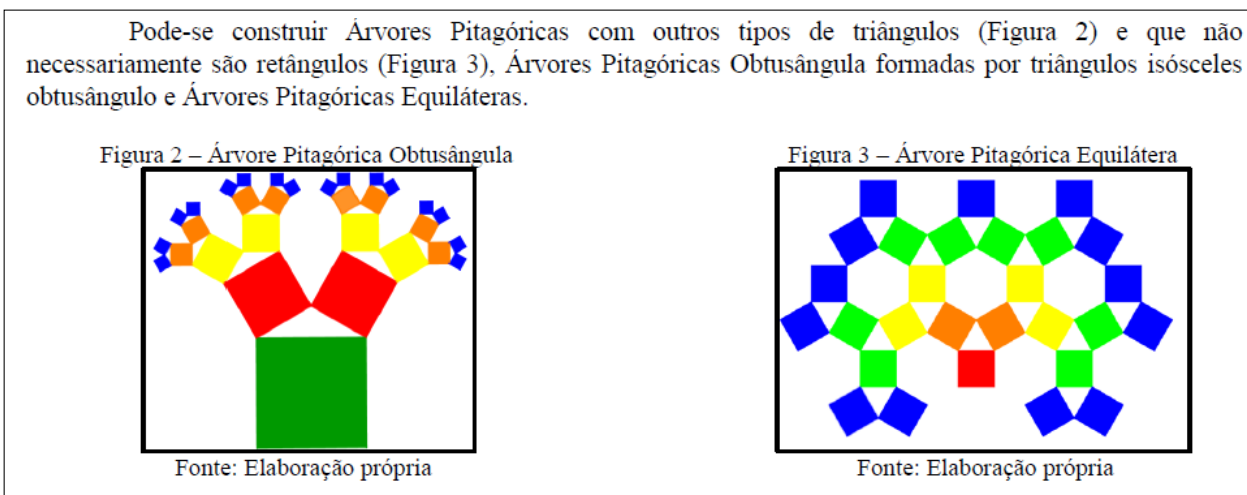 Pode-se construir Árvores Pitagóricas com outros tipos de triângulos (Figura 2) e que não
necessariamente são retângulos (Figura 3), Árvores Pitagóricas Obtusângula formadas por triângulos isósceles
obtusângulo e Árvores Pitagóricas Equiláteras.
Figura 2 – Árvore Pitagórica Obtusângula
Figura 3 – Árvore Pitagórica Equilátera
Fonte: Elaboração própria
Fonte: Elaboração própria